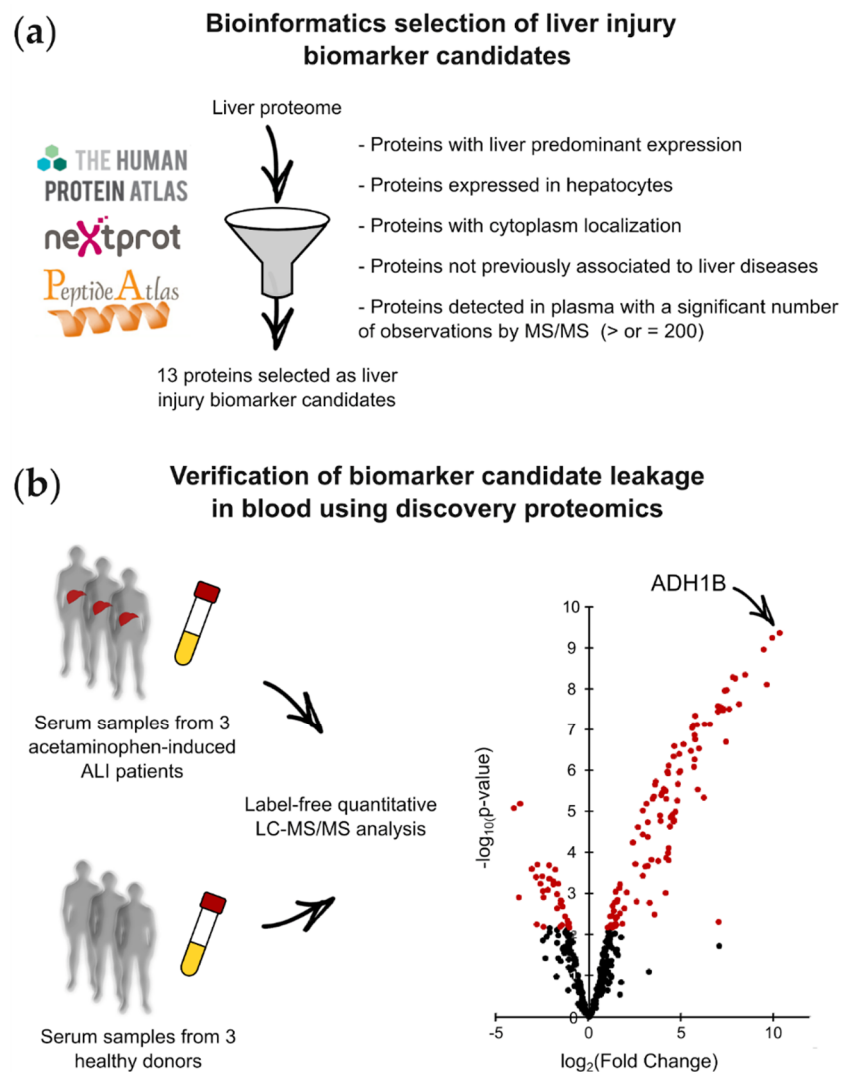 (a)
Bioinformatics selection of liver injury
biomarker candidates
Liver proteome
THE HUMAN
PROTEIN ATLAS
neXtprot
PeptideAtlas
- Proteins with liver predominant expression
- Proteins expressed in hepatocytes
- Proteins with cytoplasm localization
- Proteins not previously associated to liver diseases
- Proteins detected in plasma with a significant number
of observations by MS/MS (> or = 200)
13 proteins selected as liver
injury biomarker candidates
(b)
Verification of biomarker candidate leakage
in blood using discovery proteomics
Serum samples from 3
acetaminophen-induced
ALI patients
Label-free quantitative
LC-MS/MS analysis
Serum samples from 3
healthy donors
ADH1B
10
9
8
7
6
5
4
3
2
0
-log10(p-value)
-5
0
5
10
log2(Fold Change)